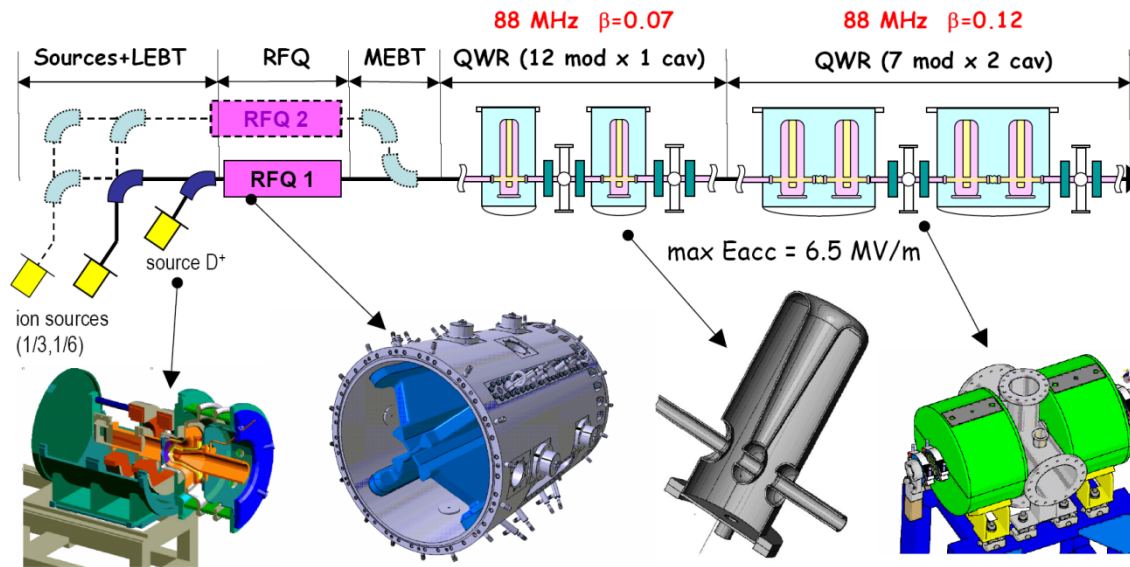 88 MHz β=0.07
88 MHz β=0.12
Sources+LEBT
RFQ
MEBT
QWR (12 mod x 1 cav)
QWR (7 mod x 2 cav)
RFQ 2
RFQ 1
source D⁺
max Eacc = 6.5 MV/m
ion sources
(1/3,1/6)